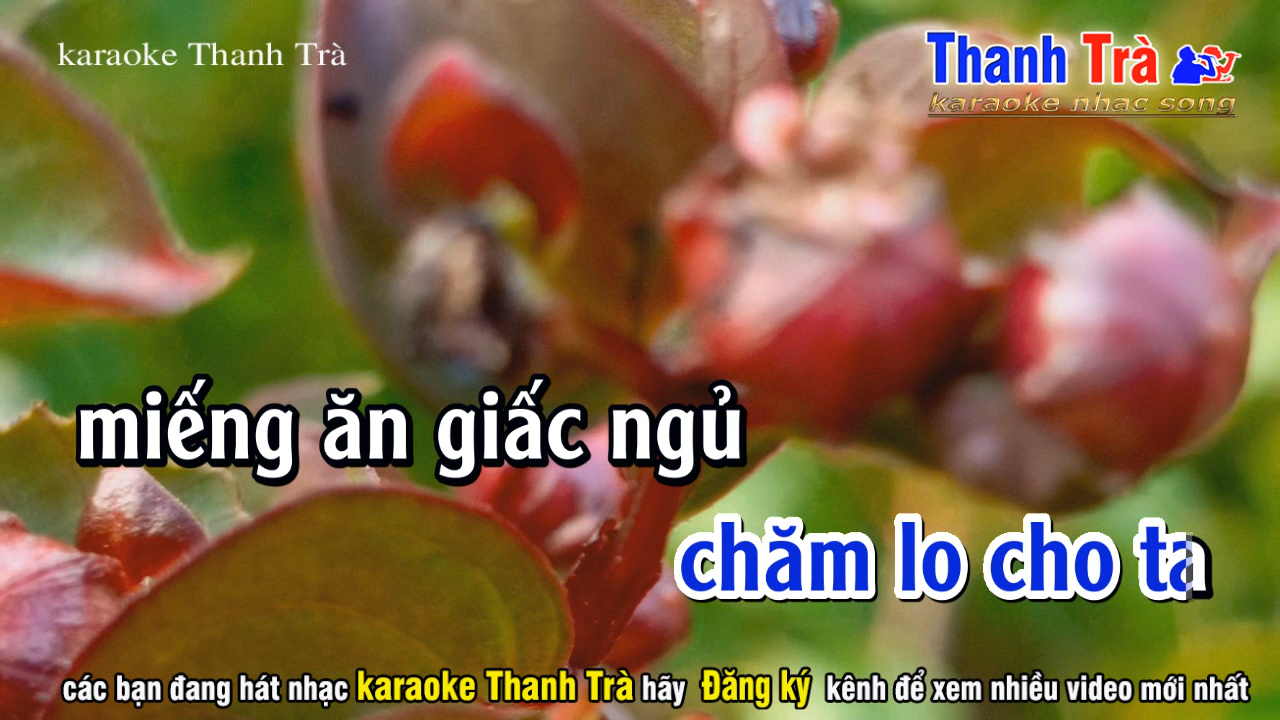 karaoke Thanh Trà
Thanh Trà
karaoke nhac song
miếng ăn giấc ngủ
chăm lo cho ta
các bạn đang hát nhạc karaoke Thanh Trà hãy Đăng ký kênh để xem nhiều video mới nhất